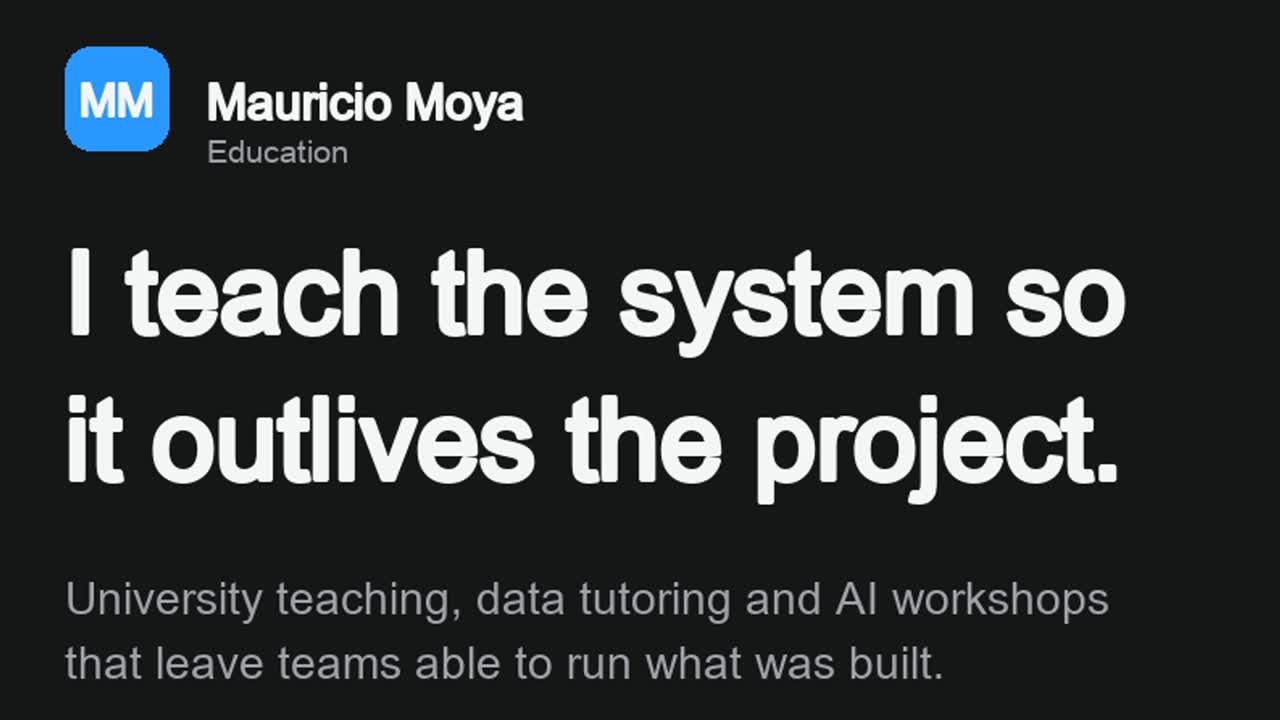 MM
Mauricio Moya
Education
I teach the system so
it outlives the project.
University teaching, data tutoring and AI workshops
that leave teams able to run what was built.